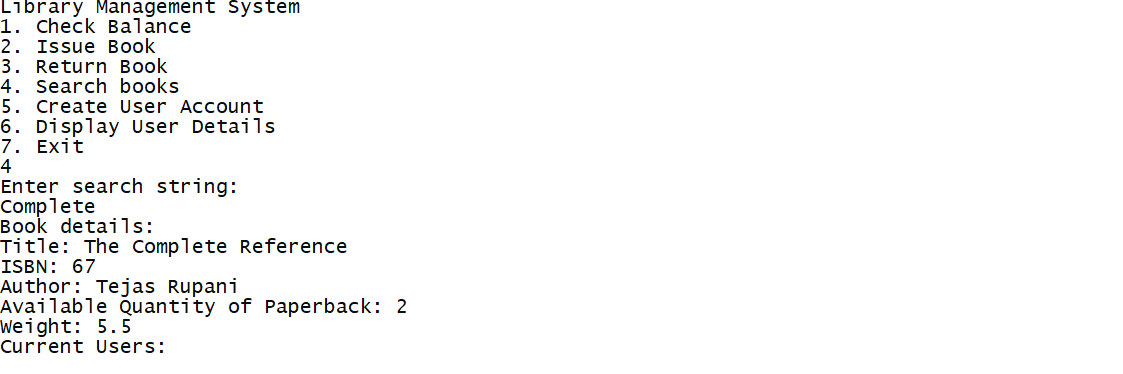 Library Management System
1. Check Balance
2. Issue Book
3. Return Book
4. Search books
5. Create User Account
6. Display User Details
7. Exit
4
Enter search string:
Complete
Book details:
Title: The Complete Reference
ISBN: 67
Author: Tejas Rupani
Available Quantity of Paperback: 2
Weight: 5.5
Current Users: